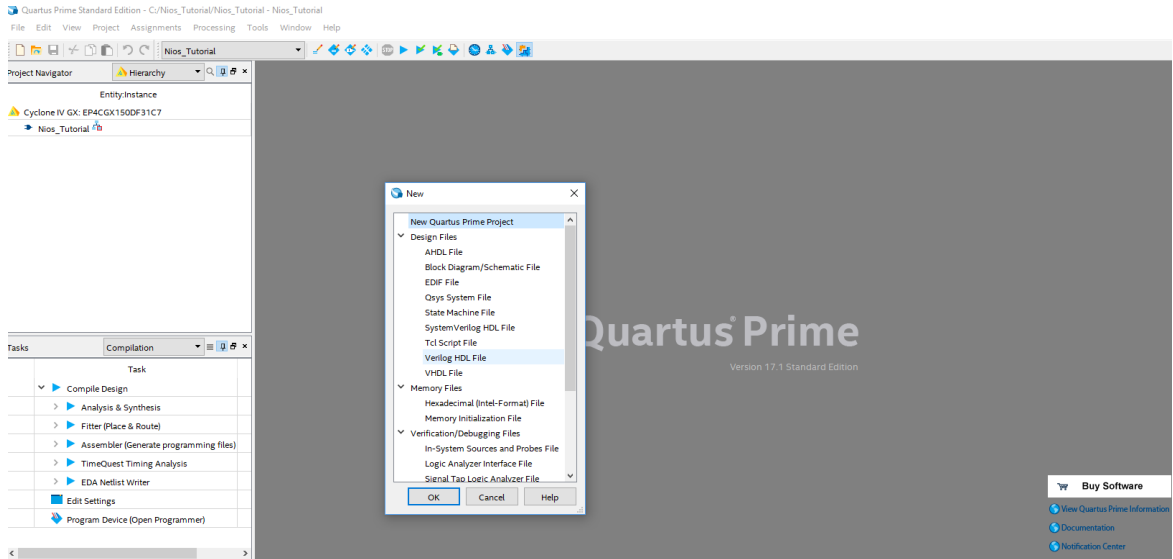 Quartus Prime Standard Edition - C:/Nios_Tutorial/Nios_Tutorial - Nios_Tutorial
File Edit View Project Assignments Processing Tools Window Help
Nios_Tutorial
Project Navigator Hierarchy
Entity:Instance
Cyclone IV GX: EP4CGX150DF31C7
Nios_Tutorial
Tasks Compilation
Task
Compile Design
Analysis & Synthesis
Fitter (Place & Route)
Assembler (Generate programming files)
TimeQuest Timing Analysis
EDA Netlist Writer
Edit Settings
Program Device (Open Programmer)
New
New Quartus Prime Project
Design Files
AHDL File
Block Diagram/Schematic File
EDIF File
Qsys System File
State Machine File
SystemVerilog HDL File
Tcl Script File
Verilog HDL File
VHDL File
Memory Files
Hexadecimal (Intel-Format) File
Memory Initialization File
Verification/Debugging Files
In-System Sources and Probes File
Logic Analyzer Interface File
Signal Tap Logic Analyzer File
OK Cancel Help
Quartus® Prime
Version 17.1 Standard Edition
Buy Software
View Quartus Prime Information
Documentation
Notification Center